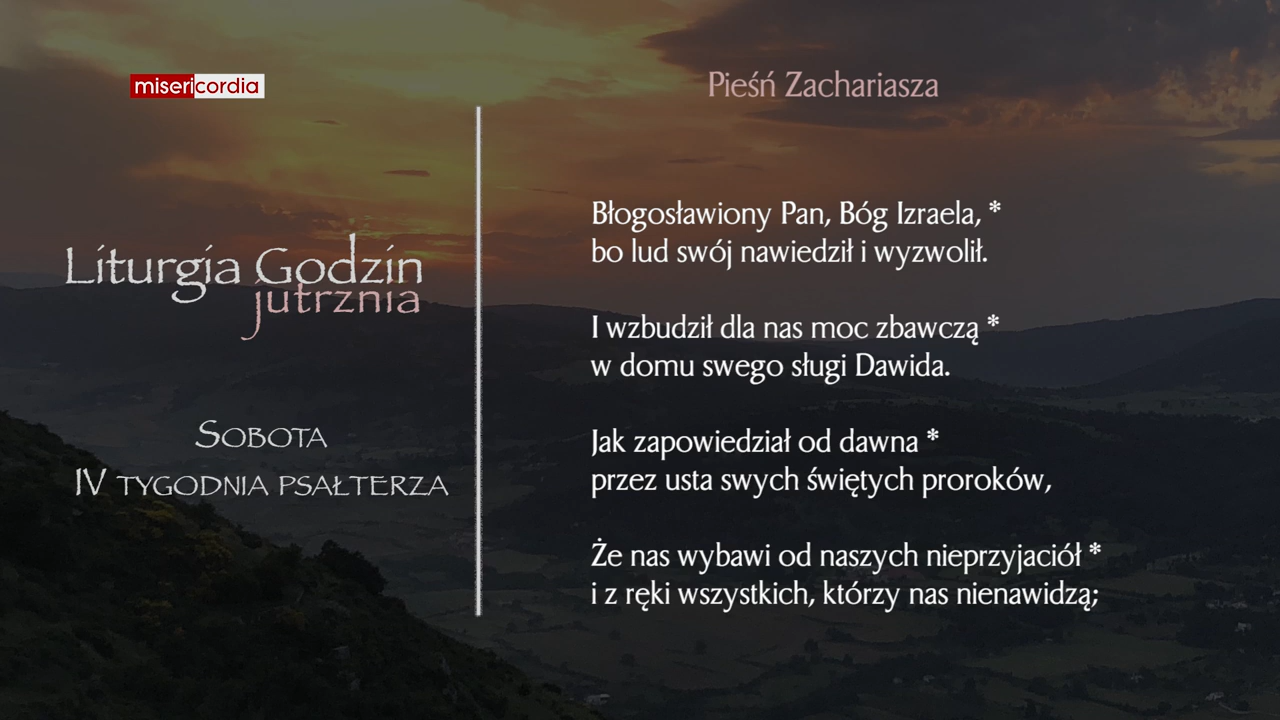 misericordia
Liturgia Godzin
jutrznia
Sobota
IV tygodnia psałterza
Pieśń Zachariasza
Błogosławiony Pan, Bóg Izraela, *
bo lud swój nawiedził i wyzwolił.
I wzbudził dla nas moc zbawczą *
w domu swego sługi Dawida.
Jak zapowiedział od dawna *
przez usta swych świętych proroków,
Że nas wybawi od naszych nieprzyjaciół *
i z ręki wszystkich, którzy nas nienawidzą;